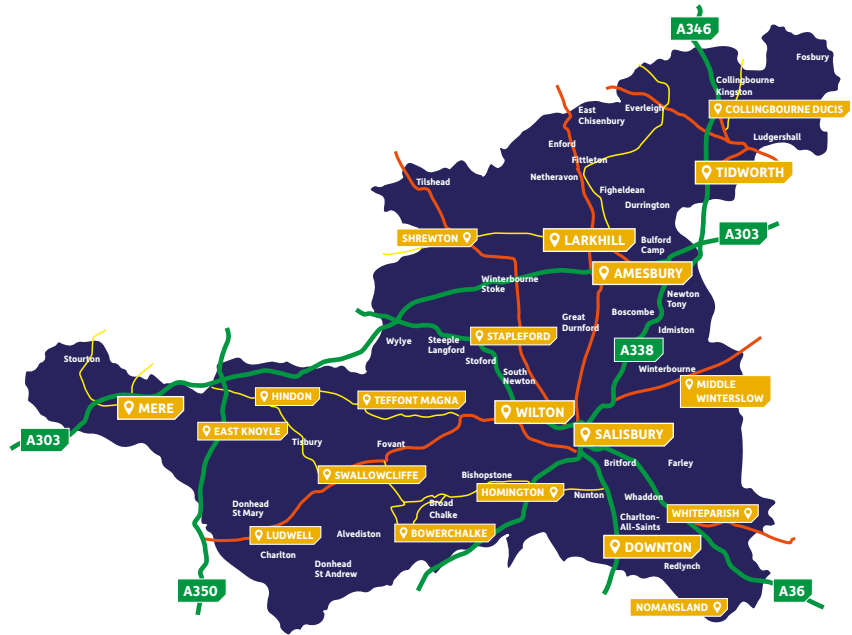 A346
Fosbury
Collingbourne
Kingston
COLLINGBOURNE DUCIS
East
Chisenbury
Everleigh
Ludgershall
Enford
Fittleton
TIDWORTH
Netheravon
Tilshead
Figheldean
Durrington
A303
SHREWTON
LARKHILL
Bulford
Camp
AMESBURY
Winterbourne
Stoke
Newton
Tony
Boscombe
Great
Durnford
Idmiston
Wylye
Steeple
Langford
STAPLEFORD
A338
Stourton
Stoford
South
Newton
Winterbourne
MIDDLE
WINTERSLOW
HINDON
TEFFONT MAGNA
MERE
WILTON
A303
EAST KNOYLE
Tisbury
Fovant
SALISBURY
Britford
Farley
SWALLOWCLIFFE
Bishopstone
HOMINGTON
Nunton
Whaddon
Donhead
St Mary
Broad
Chalke
WHITEPARISH
Charlton-
All-Saints
LUDWELL
Alvediston
BOWERCHALKE
DOWNTON
Charlton
Donhead
St Andrew
Redlynch
A350
A36
NOMANSLAND